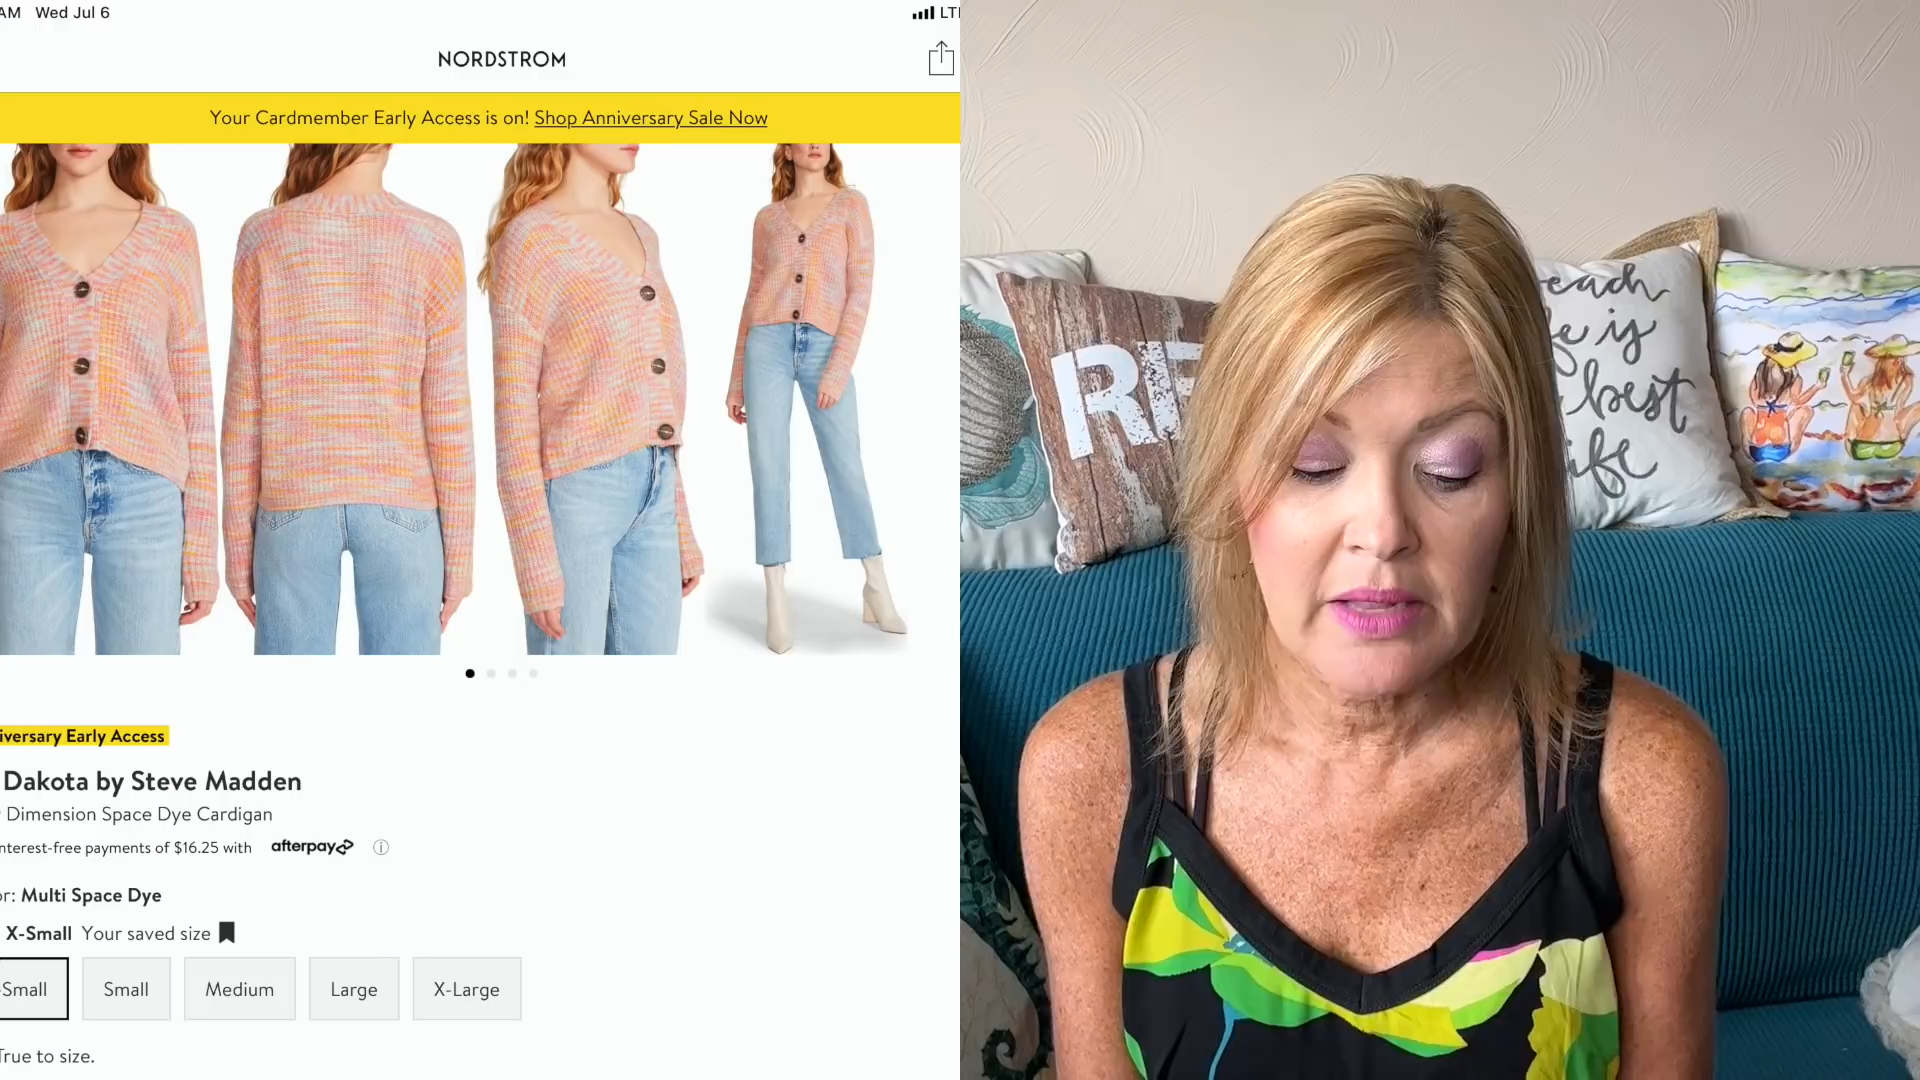 AM Wed Jul 6
NORDSTROM
Your Cardmember Early Access is on! Shop Anniversary Sale Now
iversary Early Access
Dakota by Steve Madden
Dimension Space Dye Cardigan
nterest-free payments of $16.25 with afterpay
or: Multi Space Dye
X-Small Your saved size
-Small Small Medium Large X-Large
True to size.
RE
each
is
best
ife